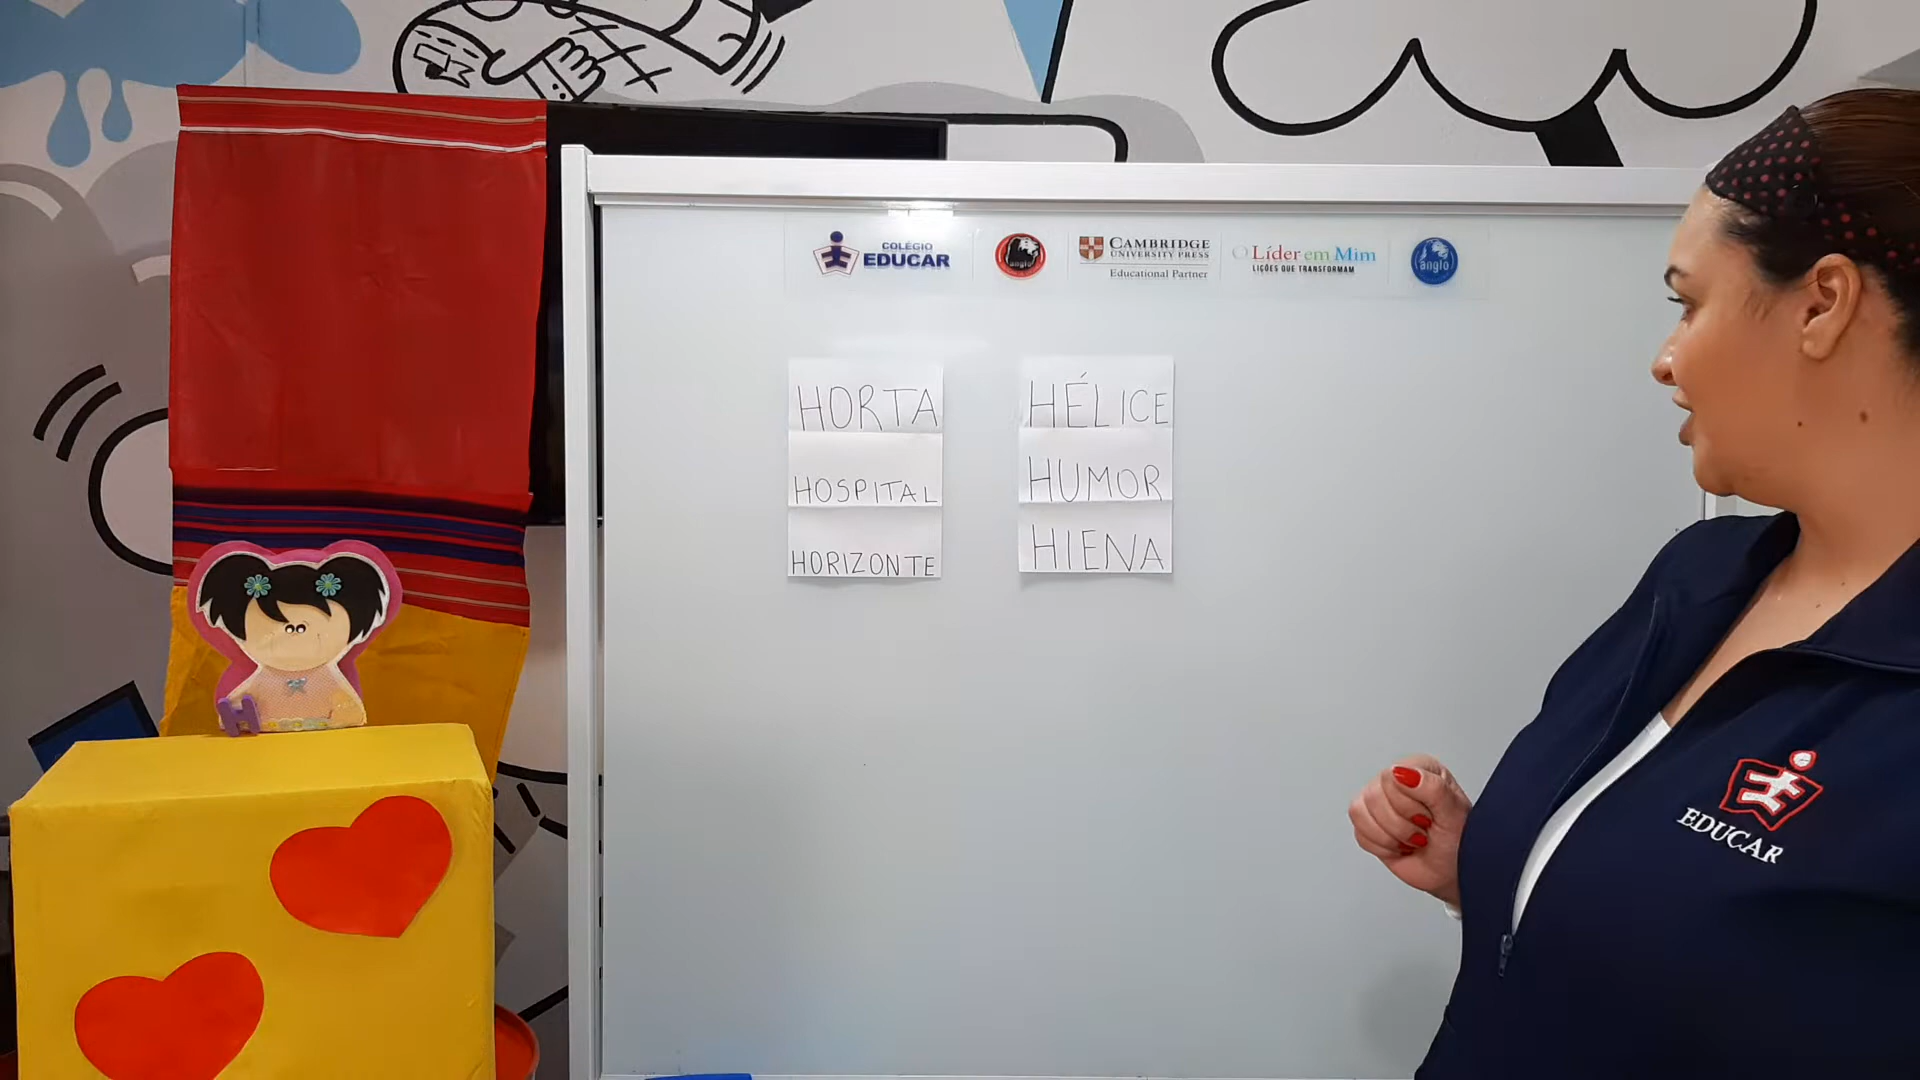 COLÉGIO
EDUCAR
anglo
CAMBRIDGE
UNIVERSITY PRESS
Educational Partner
O Líder em Mim
LIÇÕES QUE TRANSFORMAM
anglo
HORTA
HOSPITAL
HORIZONTE
HÉLICE
HUMOR
HIENA
H
EDUCAR